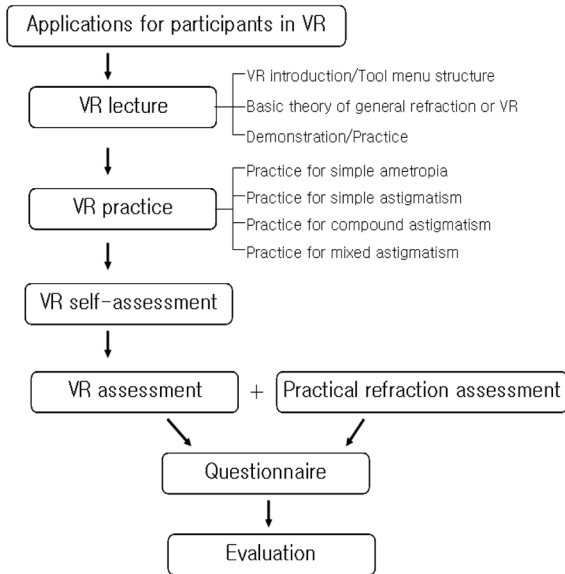 Applications for participants in VR
VR lecture
VR introduction/Tool menu structure
Basic theory of general refraction or VR
Demonstration/Practice
VR practice
Practice for simple ametropia
Practice for simple astigmatism
Practice for compound astigmatism
Practice for mixed astigmatism
VR self-assessment
VR assessment + Practical refraction assessment
Questionnaire
Evaluation